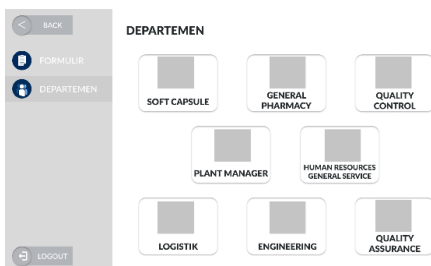 BACK
DEPARTEMEN
FORMULIR
DEPARTEMEN
SOFT CAPSULE
GENERAL
PHARMACY
QUALITY
CONTROL
PLANT MANAGER
HUMAN RESOURCES
GENERAL SERVICE
LOGISTIK
ENGINEERING
QUALITY
ASSURANCE
LOGOUT